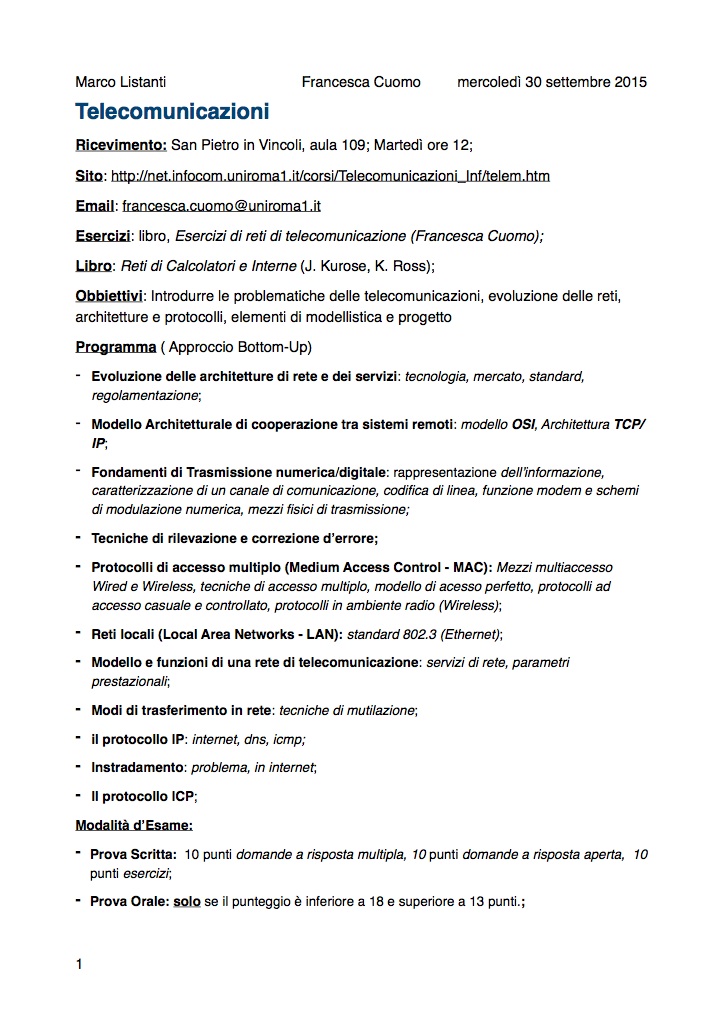 Marco Listanti Francesca Cuomo mercoledì 30 settembre 2015
Telecomunicazioni
Ricevimento: San Pietro in Vincoli, aula 109; Martedì ore 12;
Sito: http://net.infocom.uniroma1.it/corsi/Telecomunicazioni_Inf/telem.htm
Email: francesca.cuomo@uniroma1.it
Esercizi: libro, Esercizi di reti di telecomunicazione (Francesca Cuomo);
Libro: Reti di Calcolatori e Interne (J. Kurose, K. Ross);
Obbiettivi: Introdurre le problematiche delle telecomunicazioni, evoluzione delle reti,
architetture e protocolli, elementi di modellistica e progetto
Programma ( Approccio Bottom-Up)
- Evoluzione delle architetture di rete e dei servizi: tecnologia, mercato, standard,
regolamentazione;
- Modello Architetturale di cooperazione tra sistemi remoti: modello OSI, Architettura TCP/
IP;
- Fondamenti di Trasmissione numerica/digitale: rappresentazione dell'informazione,
caratterizzazione di un canale di comunicazione, codifica di linea, funzione modem e schemi
di modulazione numerica, mezzi fisici di trasmissione;
- Tecniche di rilevazione e correzione d'errore;
- Protocolli di accesso multiplo (Medium Access Control - MAC): Mezzi multiaccesso
Wired e Wireless, tecniche di accesso multiplo, modello di acesso perfetto, protocolli ad
accesso casuale e controllato, protocolli in ambiente radio (Wireless);
- Reti locali (Local Area Networks - LAN): standard 802.3 (Ethernet);
- Modello e funzioni di una rete di telecomunicazione: servizi di rete, parametri
prestazionali;
- Modi di trasferimento in rete: tecniche di mutilazione;
- il protocollo IP: internet, dns, icmp;
- Instradamento: problema, in internet;
- Il protocollo ICP;
Modalità d'Esame:
- Prova Scritta: 10 punti domande a risposta multipla, 10 punti domande a risposta aperta, 10
punti esercizi;
- Prova Orale: solo se il punteggio è inferiore a 18 e superiore a 13 punti.;
1